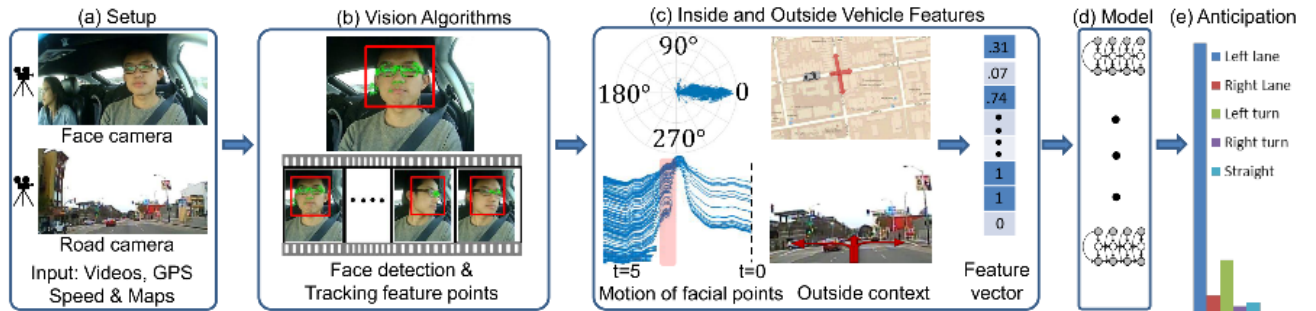 (a) Setup
Face camera
Road camera
Input: Videos, GPS
Speed & Maps
(b) Vision Algorithms
Face detection &
Tracking feature points
(c) Inside and Outside Vehicle Features
90°
180°
0
270°
t=5
t=0
Motion of facial points
Outside context
.31
.07
.74
1
1
0
Feature
vector
(d) Model
(e) Anticipation
Left lane
Right Lane
Left turn
Right turn
Straight